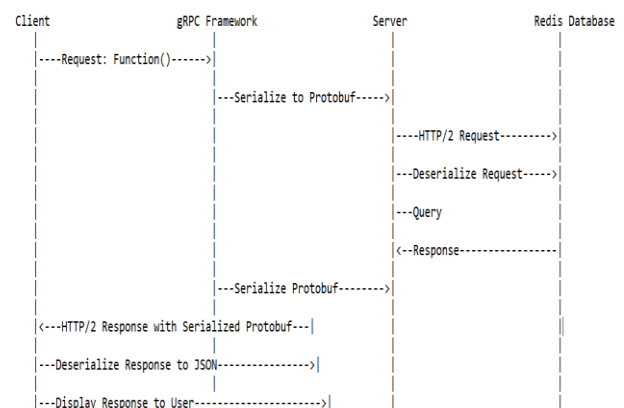 Client gRPC Framework Server Redis Database
|----Request: Function()------>|
|---Serialize to Protobuf----->|
|----HTTP/2 Request--------->|
|---Deserialize Request----->|
|---Query
|<--Response-----------------|
|---Serialize Protobuf-------->|
|<---HTTP/2 Response with Serialized Protobuf---|
|---Deserialize Response to JSON---------------->|
|---Display Response to User---------------------->|